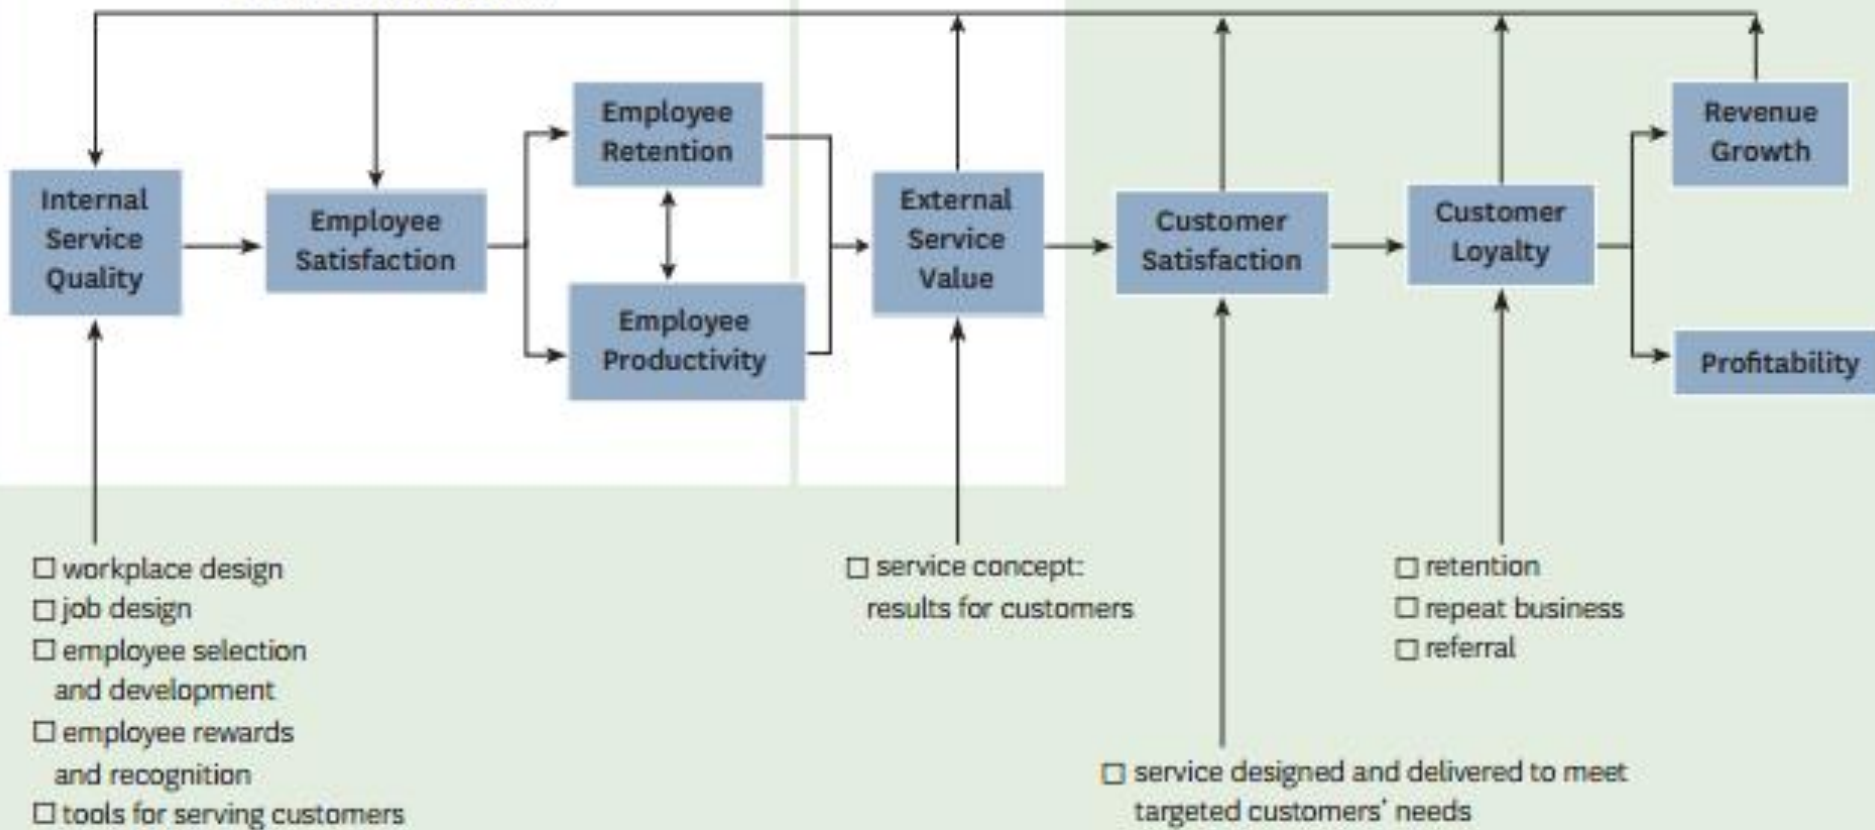 Internal
Service
Quality
Employee
Satisfaction
Employee
Retention
Employee
Productivity
External
Service
Value
Customer
Satisfaction
Customer
Loyalty
Revenue
Growth
Profitability
☐ workplace design
☐ job design
☐ employee selection
and development
☐ employee rewards
and recognition
☐ tools for serving customers
☐ service concept:
results for customers
☐ service designed and delivered to meet
targeted customers' needs
☐ retention
☐ repeat business
☐ referral